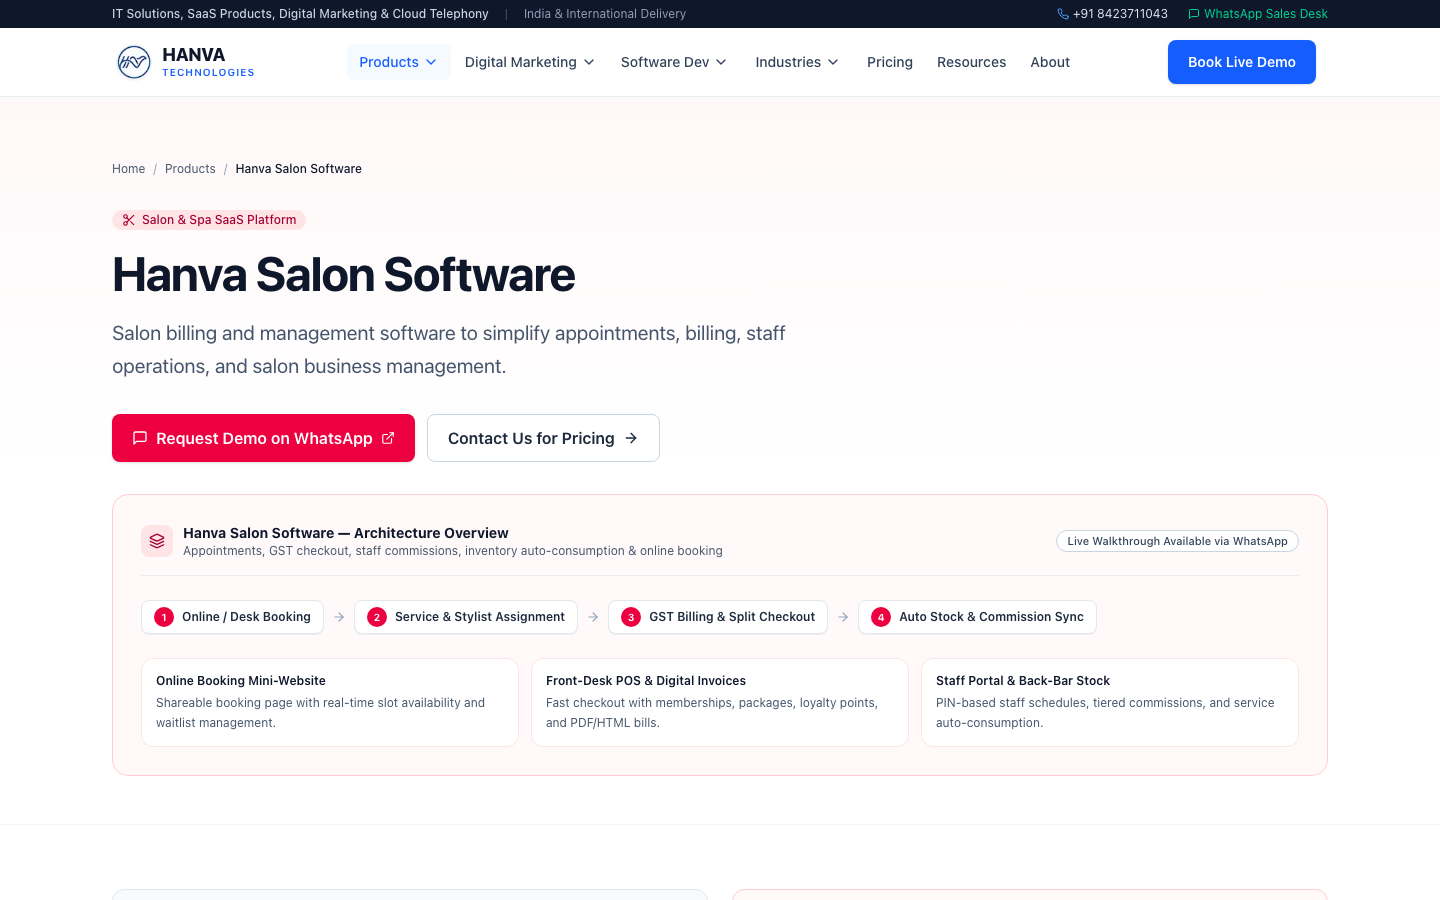 IT Solutions, SaaS Products, Digital Marketing & Cloud Telephony | India & International Delivery
+91 8423711043 WhatsApp Sales Desk
HANVA
TECHNOLOGIES
Products Digital Marketing Software Dev Industries Pricing Resources About
Book Live Demo
Home / Products / Hanva Salon Software
Salon & Spa SaaS Platform
Hanva Salon Software
Salon billing and management software to simplify appointments, billing, staff
operations, and salon business management.
Request Demo on WhatsApp
Contact Us for Pricing
Hanva Salon Software — Architecture Overview
Appointments, GST checkout, staff commissions, inventory auto-consumption & online booking
Live Walkthrough Available via WhatsApp
1 Online / Desk Booking
2 Service & Stylist Assignment
3 GST Billing & Split Checkout
4 Auto Stock & Commission Sync
Online Booking Mini-Website
Shareable booking page with real-time slot availability and
waitlist management.
Front-Desk POS & Digital Invoices
Fast checkout with memberships, packages, loyalty points,
and PDF/HTML bills.
Staff Portal & Back-Bar Stock
PIN-based staff schedules, tiered commissions, and service
auto-consumption.